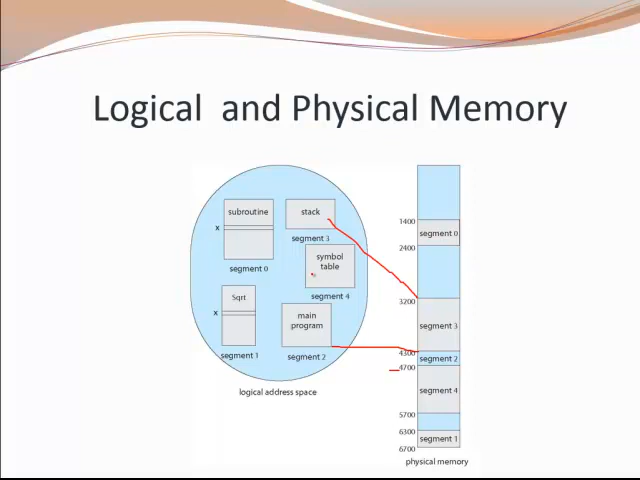 Logical and Physical Memory
subroutine
stack
x
segment 3
symbol
table
segment 0
segment 4
Sqrt
x
main
program
segment 1
segment 2
logical address space
1400
segment 0
2400
3200
segment 3
4300
segment 2
4700
segment 4
5700
6300
segment 1
6700
physical memory